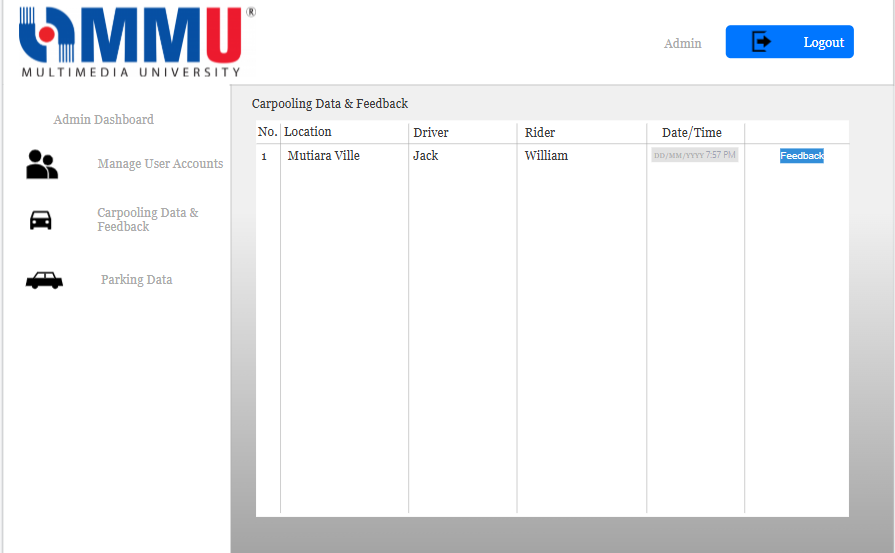 MMU®
MULTIMEDIA UNIVERSITY
Admin
Logout
Admin Dashboard
Manage User Accounts
Carpooling Data &
Feedback
Parking Data
Carpooling Data & Feedback
No. Location Driver Rider Date/Time
1 Mutiara Ville Jack William DD/MM/YYYY 7:57 PM Feedback